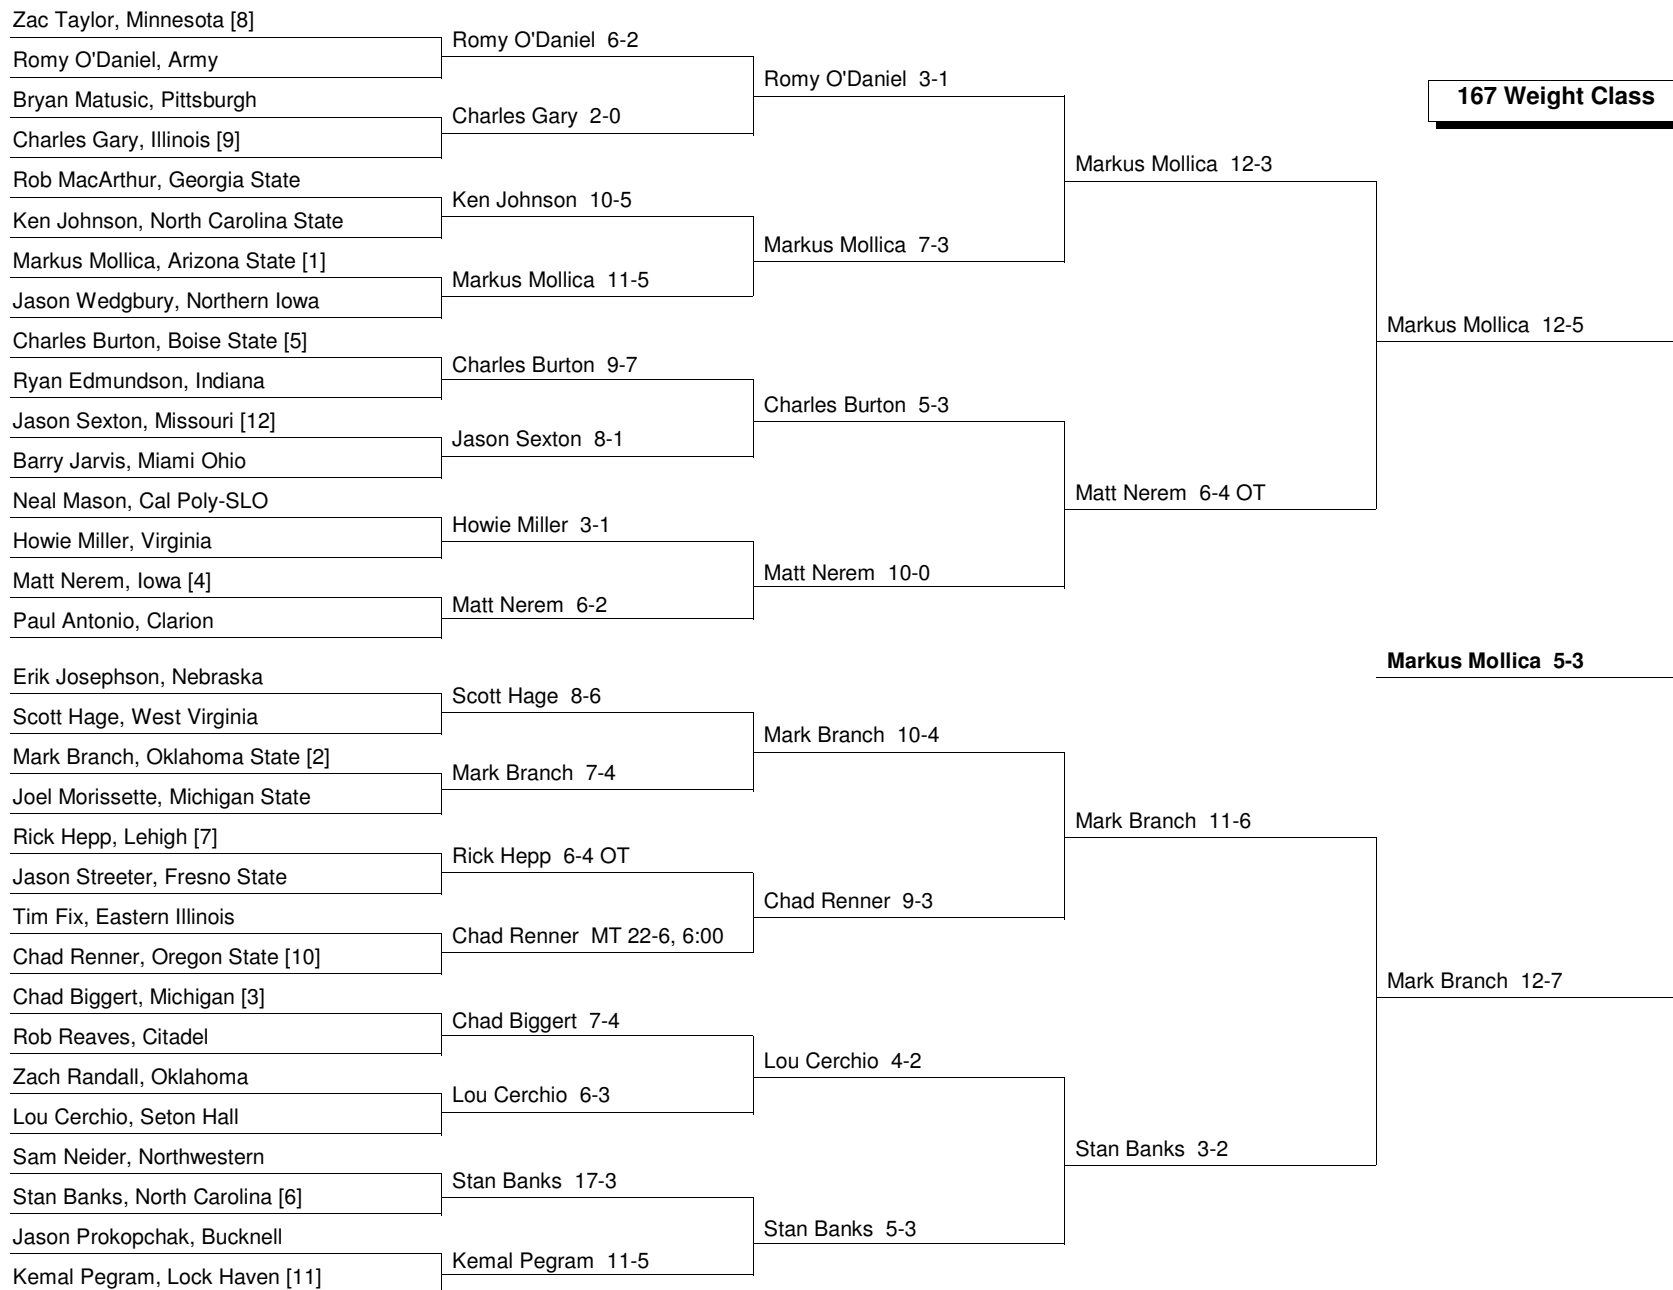 Zac Taylor, Minnesota [8]
Romy O'Daniel, Army
Bryan Matusic, Pittsburgh
Charles Gary, Illinois [9]
Rob MacArthur, Georgia State
Ken Johnson, North Carolina State
Markus Mollica, Arizona State [1]
Jason Wedgbury, Northern Iowa
Charles Burton, Boise State [5]
Ryan Edmundson, Indiana
Jason Sexton, Missouri [12]
Barry Jarvis, Miami Ohio
Neal Mason, Cal Poly-SLO
Howie Miller, Virginia
Matt Nerem, Iowa [4]
Paul Antonio, Clarion
Erik Josephson, Nebraska
Scott Hage, West Virginia
Mark Branch, Oklahoma State [2]
Joel Morissette, Michigan State
Rick Hepp, Lehigh [7]
Jason Streeter, Fresno State
Tim Fix, Eastern Illinois
Chad Renner, Oregon State [10]
Chad Biggert, Michigan [3]
Rob Reaves, Citadel
Zach Randall, Oklahoma
Lou Cerchio, Seton Hall
Sam Neider, Northwestern
Stan Banks, North Carolina [6]
Jason Prokopchak, Bucknell
Kemal Pegram, Lock Haven [11]
Romy O'Daniel 6-2
Charles Gary 2-0
Ken Johnson 10-5
Markus Mollica 11-5
Charles Burton 9-7
Jason Sexton 8-1
Howie Miller 3-1
Matt Nerem 6-2
Scott Hage 8-6
Mark Branch 7-4
Rick Hepp 6-4 OT
Chad Renner MT 22-6, 6:00
Chad Biggert 7-4
Lou Cerchio 6-3
Stan Banks 17-3
Kemal Pegram 11-5
Romy O'Daniel 3-1
Markus Mollica 7-3
Charles Burton 5-3
Matt Nerem 10-0
Mark Branch 10-4
Chad Renner 9-3
Lou Cerchio 4-2
Stan Banks 5-3
Markus Mollica 12-3
Matt Nerem 6-4 OT
Mark Branch 11-6
Stan Banks 3-2
167 Weight Class
Markus Mollica 12-5
Markus Mollica 5-3
Mark Branch 12-7